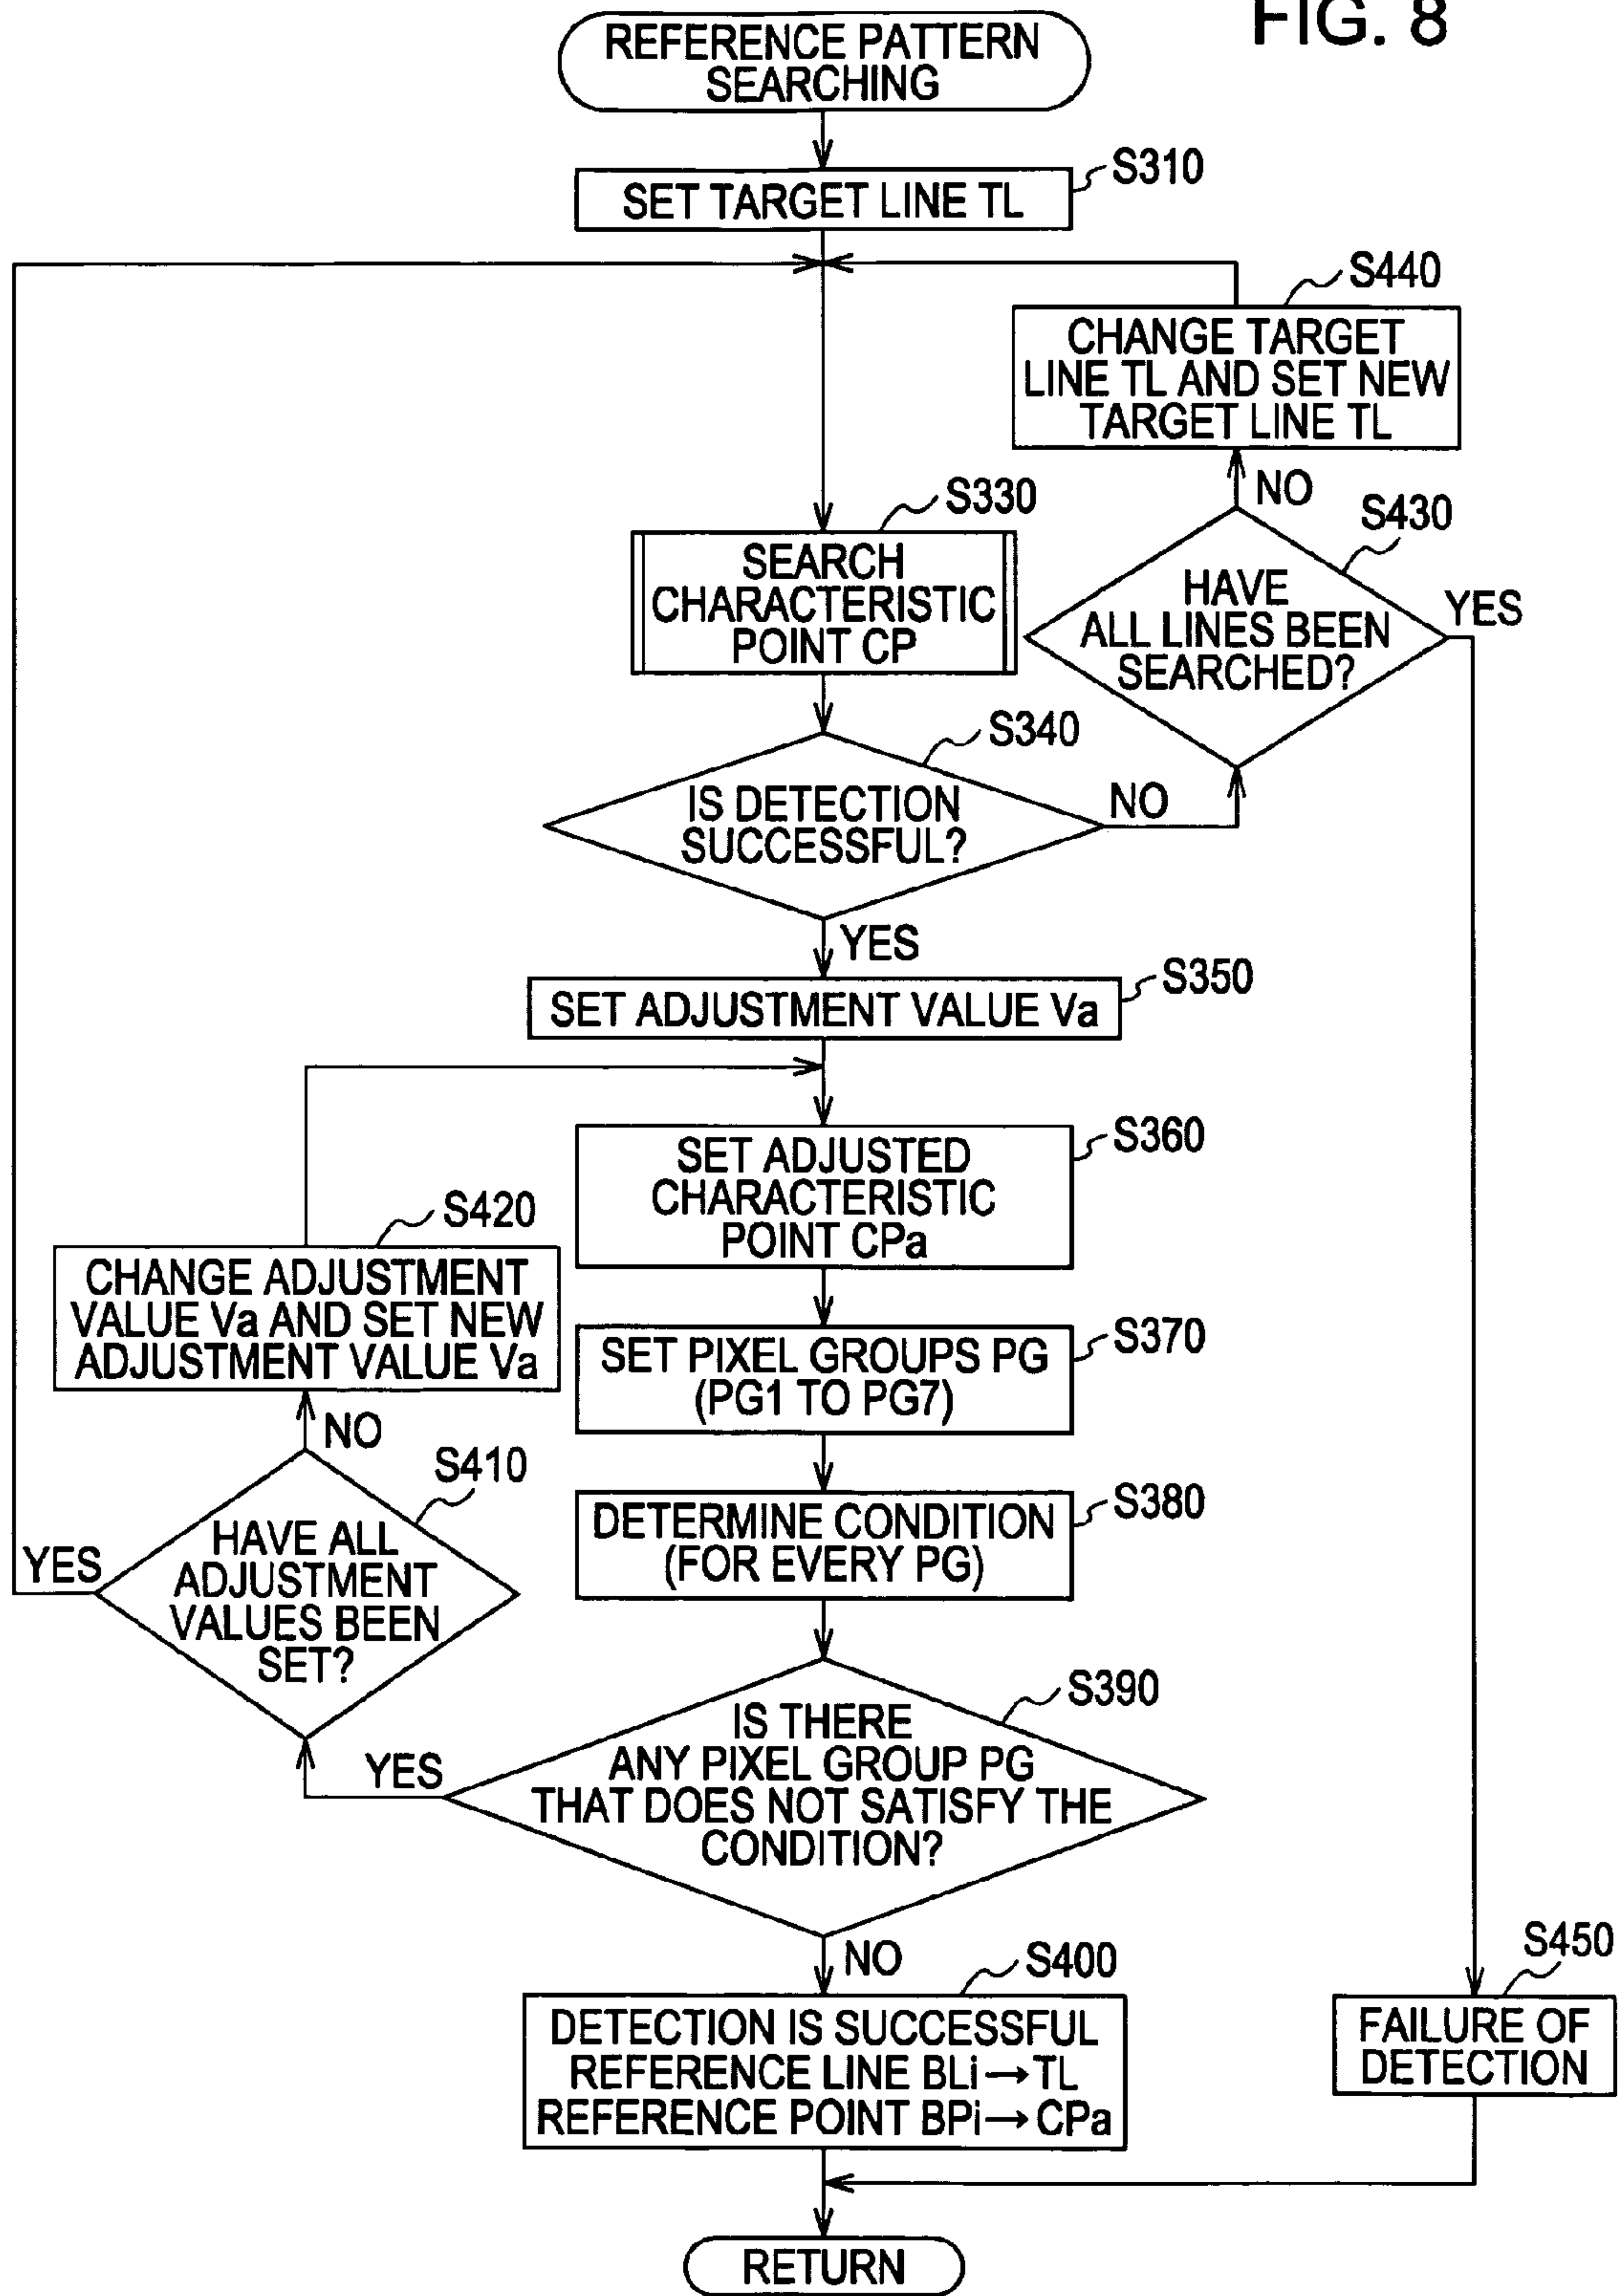 FIG. 8
REFERENCE PATTERN
SEARCHING
S310
SET TARGET LINE TL
S440
CHANGE TARGET
LINE TL AND SET NEW
TARGET LINE TL
NO
S330
SEARCH
CHARACTERISTIC
POINT CP
S430
HAVE
ALL LINES BEEN
SEARCHED?
YES
S340
IS DETECTION
SUCCESSFUL?
NO
YES
S350
SET ADJUSTMENT VALUE Va
S360
SET ADJUSTED
CHARACTERISTIC
POINT CPa
S420
CHANGE ADJUSTMENT
VALUE Va AND SET NEW
ADJUSTMENT VALUE Va
S370
SET PIXEL GROUPS PG
(PG1 TO PG7)
NO
S410
HAVE ALL
ADJUSTMENT
VALUES BEEN
SET?
YES
S380
DETERMINE CONDITION
(FOR EVERY PG)
S390
IS THERE
ANY PIXEL GROUP PG
THAT DOES NOT SATISFY THE
CONDITION?
YES
NO
S400
DETECTION IS SUCCESSFUL
REFERENCE LINE BLi→TL
REFERENCE POINT BPi→CPa
S450
FAILURE OF
DETECTION
RETURN